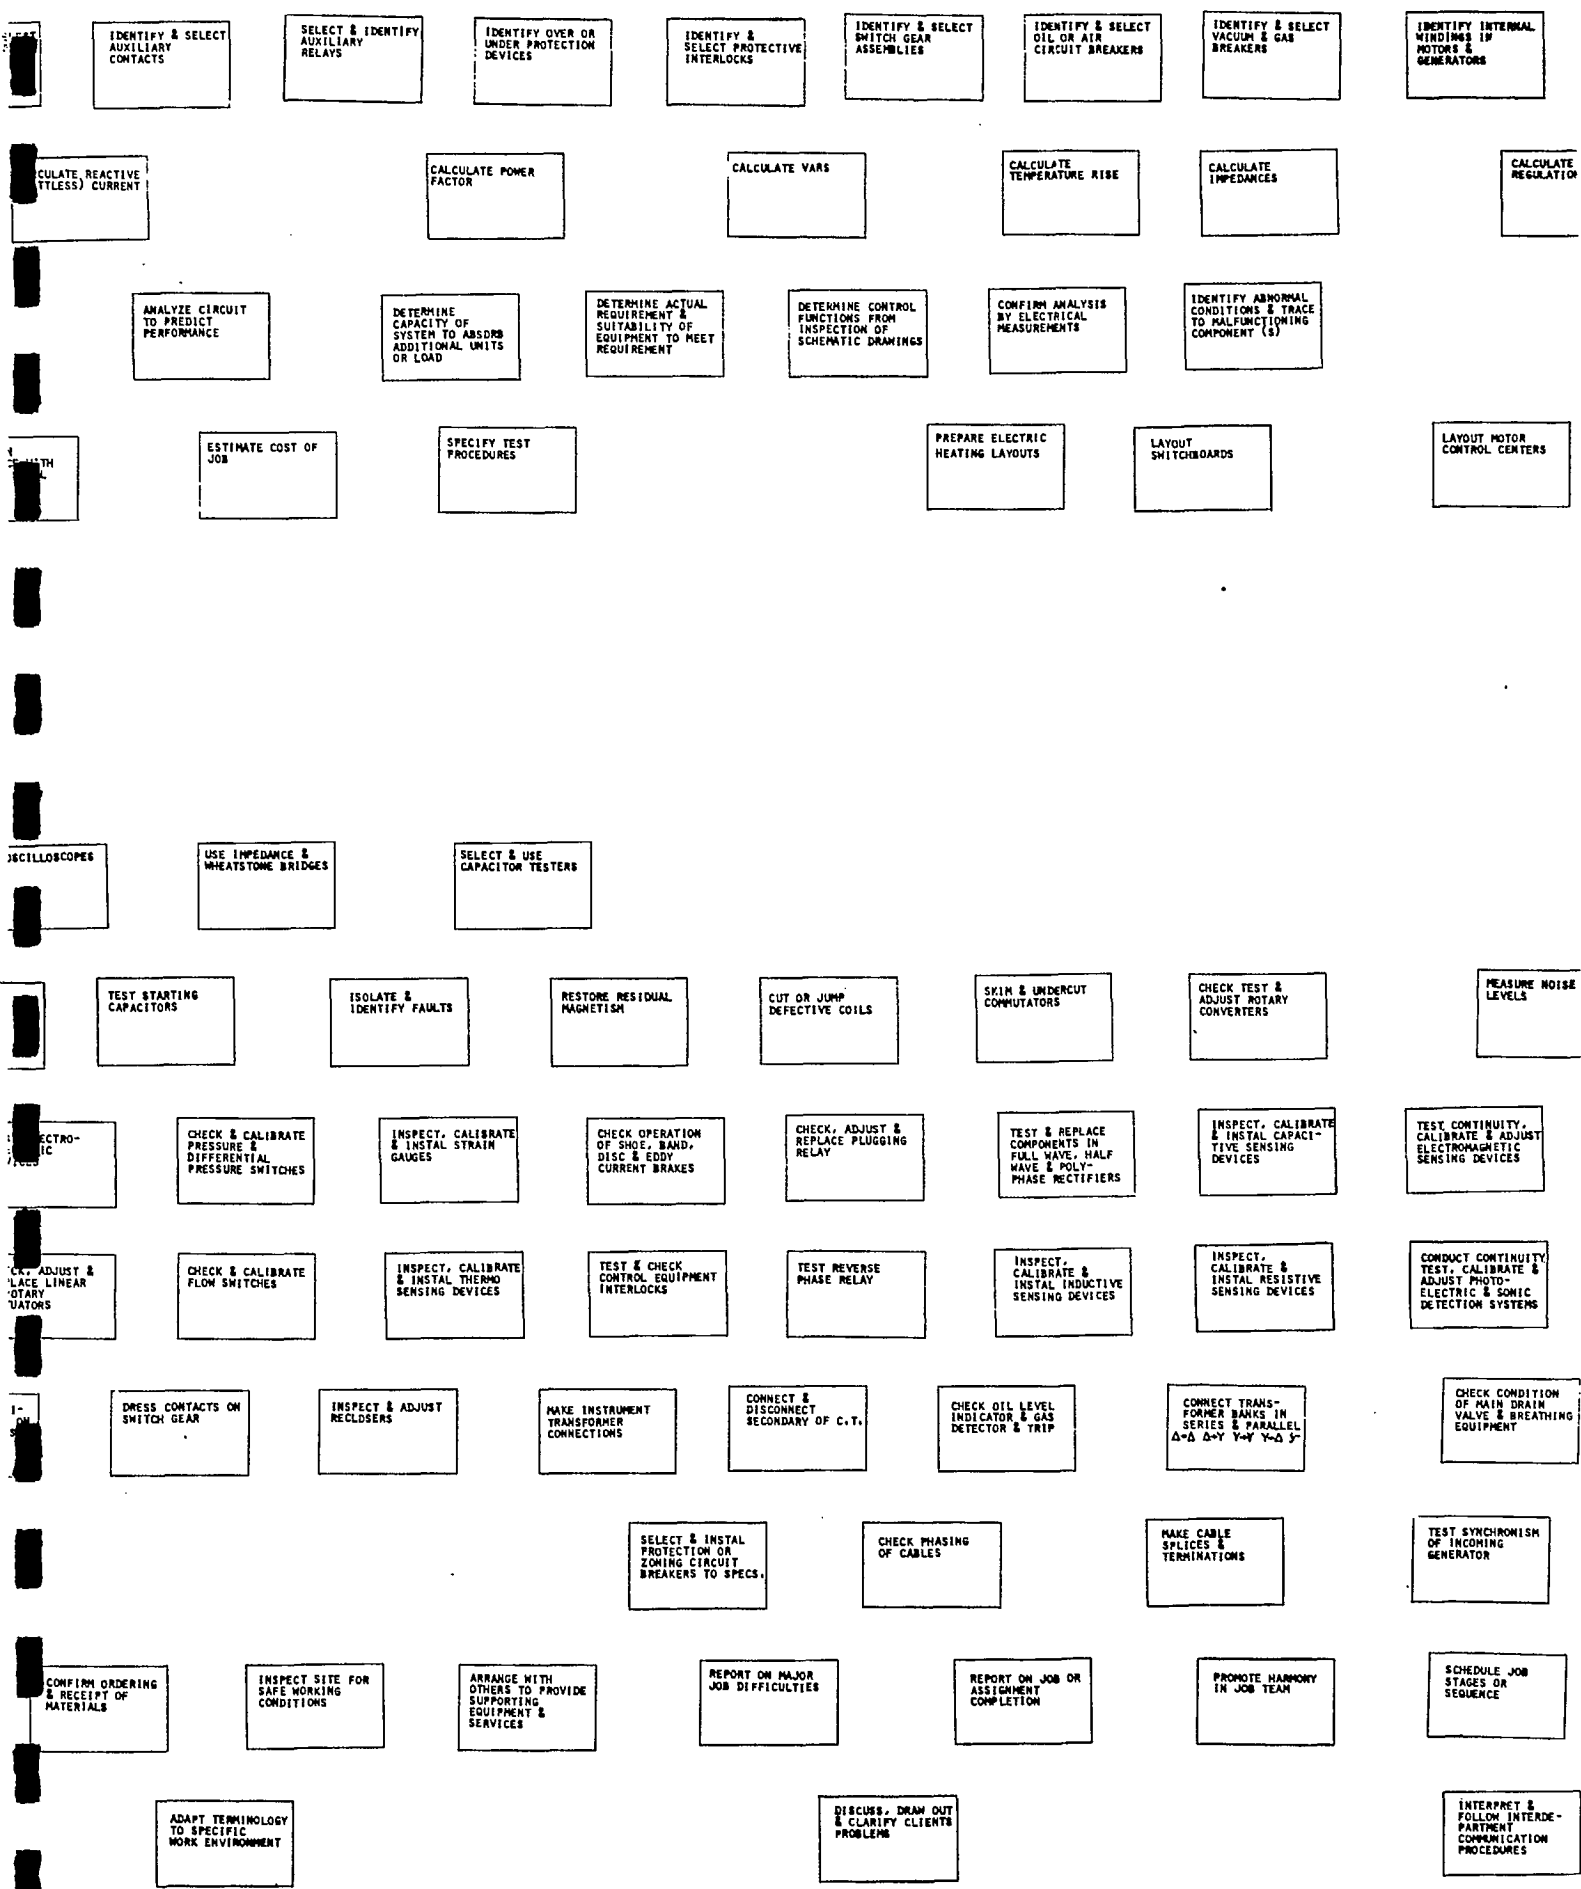 IDENTIFY & SELECT
AUXILIARY
CONTACTS
SELECT & IDENTIFY
AUXILIARY
RELAYS
IDENTIFY OVER OR
UNDER PROTECTION
DEVICES
IDENTIFY &
SELECT PROTECTIVE
INTERLOCKS
IDENTIFY & SELECT
SWITCH GEAR
ASSEMBLIES
IDENTIFY & SELECT
OIL OR AIR
CIRCUIT BREAKERS
IDENTIFY & SELECT
VACUUM & GAS
BREAKERS
IDENTIFY INTERNAL
WINDINGS IN
MOTORS &
GENERATORS
CULATE REACTIVE
TTLESS) CURRENT
CALCULATE POWER
FACTOR
CALCULATE VARS
CALCULATE
TEMPERATURE RISE
CALCULATE
IMPEDANCES
CALCULATE
REGULATION
ANALYZE CIRCUIT
TO PREDICT
PERFORMANCE
DETERMINE
CAPACITY OF
SYSTEM TO ABSORB
ADDITIONAL UNITS
OR LOAD
DETERMINE ACTUAL
REQUIREMENT &
SUITABILITY OF
EQUIPMENT TO MEET
REQUIREMENT
DETERMINE CONTROL
FUNCTIONS FROM
INSPECTION OF
SCHEMATIC DRAWINGS
CONFIRM ANALYSIS
BY ELECTRICAL
MEASUREMENTS
IDENTIFY ABNORMAL
CONDITIONS & TRACE
TO MALFUNCTIONING
COMPONENT (S)
WITH
ESTIMATE COST OF
JOB
SPECIFY TEST
PROCEDURES
PREPARE ELECTRIC
HEATING LAYOUTS
LAYOUT
SWITCHBOARDS
LAYOUT MOTOR
CONTROL CENTERS
OSCILLOSCOPES
USE IMPEDANCE &
WHEATSTONE BRIDGES
SELECT & USE
CAPACITOR TESTERS
TEST STARTING
CAPACITORS
ISOLATE &
IDENTIFY FAULTS
RESTORE RESIDUAL
MAGNETISM
CUT OR JUMP
DEFECTIVE COILS
SKIM & UNDERCUT
COMMUTATORS
CHECK TEST &
ADJUST ROTARY
CONVERTERS
MEASURE NOISE
LEVELS
ECTRO-
IC
CHECK & CALIBRATE
PRESSURE &
DIFFERENTIAL
PRESSURE SWITCHES
INSPECT, CALIBRATE
& INSTAL STRAIN
GAUGES
CHECK OPERATION
OF SHOE, BAND,
DISC & EDDY
CURRENT BRAKES
CHECK, ADJUST &
REPLACE PLUGGING
RELAY
TEST & REPLACE
COMPONENTS IN
FULL WAVE, HALF
WAVE & POLY-
PHASE RECTIFIERS
INSPECT, CALIBRATE
& INSTAL CAPACI-
TIVE SENSING
DEVICES
TEST CONTINUITY,
CALIBRATE & ADJUST
ELECTROMAGNETIC
SENSING DEVICES
CK, ADJUST &
LACE LINEAR
OTARY
UATORS
CHECK & CALIBRATE
FLOW SWITCHES
INSPECT, CALIBRATE
& INSTAL THERMO
SENSING DEVICES
TEST & CHECK
CONTROL EQUIPMENT
INTERLOCKS
TEST REVERSE
PHASE RELAY
INSPECT,
CALIBRATE &
INSTAL INDUCTIVE
SENSING DEVICES
INSPECT,
CALIBRATE &
INSTAL RESISTIVE
SENSING DEVICES
CONDUCT CONTINUITY
TEST, CALIBRATE &
ADJUST PHOTO-
ELECTRIC & SONIC
DETECTION SYSTEMS
DRESS CONTACTS ON
SWITCH GEAR
INSPECT & ADJUST
RECLOSERS
MAKE INSTRUMENT
TRANSFORMER
CONNECTIONS
CONNECT &
DISCONNECT
SECONDARY OF C.T.
CHECK OIL LEVEL
INDICATOR & GAS
DETECTOR & TRIP
CONNECT TRANS-
FORMER BANKS IN
SERIES & PARALLEL
Δ-Δ Δ-Y Y-Y Y-Δ
CHECK CONDITION
OF MAIN DRAIN
VALVE & BREATHING
EQUIPMENT
SELECT & INSTAL
PROTECTION OR
ZONING CIRCUIT
BREAKERS TO SPECS.
CHECK PHASING
OF CABLES
MAKE CABLE
SPLICES &
TERMINATIONS
TEST SYNCHRONISM
OF INCOMING
GENERATOR
CONFIRM ORDERING
& RECEIPT OF
MATERIALS
INSPECT SITE FOR
SAFE WORKING
CONDITIONS
ARRANGE WITH
OTHERS TO PROVIDE
SUPPORTING
EQUIPMENT &
SERVICES
REPORT ON MAJOR
JOB DIFFICULTIES
REPORT ON JOB OR
ASSIGNMENT
COMPLETION
PROMOTE HARMONY
IN JOB TEAM
SCHEDULE JOB
STAGES OR
SEQUENCE
ADAPT TERMINOLOGY
TO SPECIFIC
WORK ENVIRONMENT
DISCUSS, DRAW OUT
& CLARIFY CLIENTS
PROBLEMS
INTERPRET &
FOLLOW INTERDE-
PARTMENT
COMMUNICATION
PROCEDURES